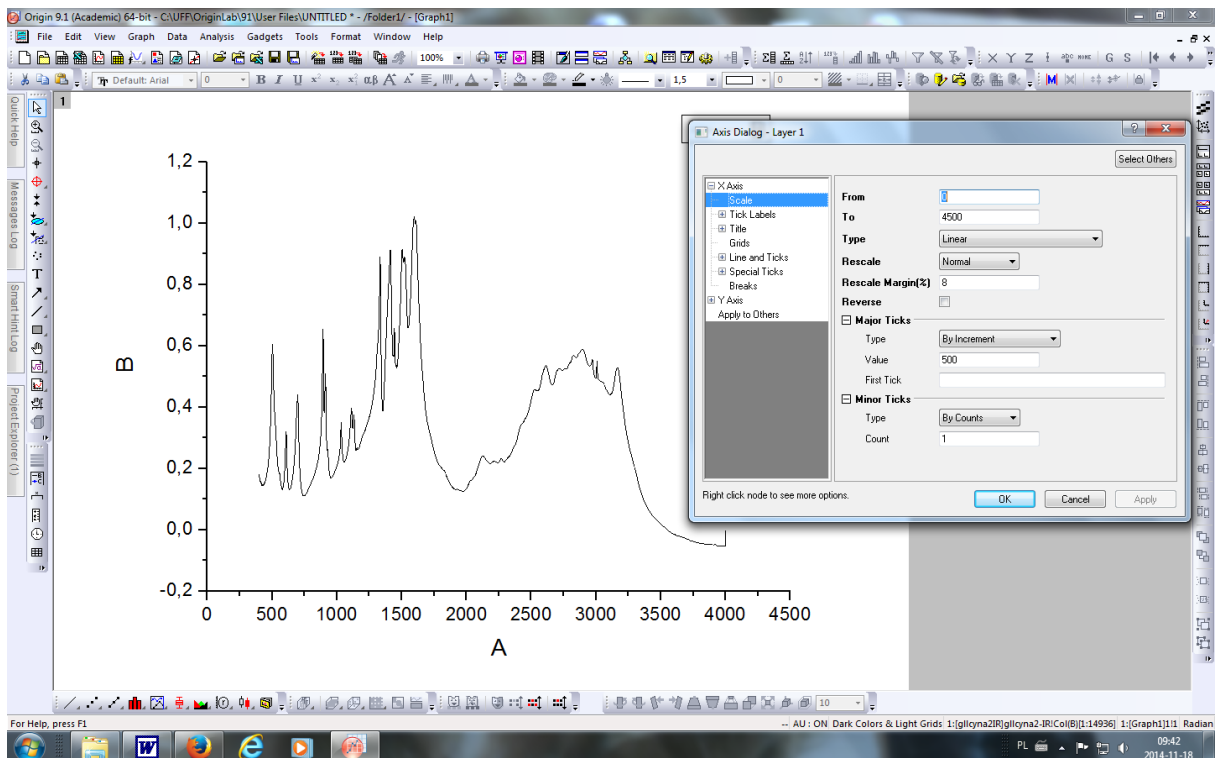 Origin 9.1 (Academic) 64-bit - C:\UFF\OriginLab\91\User Files\UNTITLED * - /Folder1/ - [Graph1]
File Edit View Graph Data Analysis Gadgets Tools Format Window Help
100%
Default: Arial 0 B I U αβ A A 1,5 0
Quick Help
Messages Log
Smart Hint Log
Project Explorer (1)
1
1,2
1,0
0,8
0,6
0,4
0,2
0,0
-0,2
B
0 500 1000 1500 2000 2500 3000 3500 4000 4500
A
Axis Dialog - Layer 1
Select Others
X Axis
Scale
Tick Labels
Title
Grids
Line and Ticks
Special Ticks
Breaks
Y Axis
Apply to Others
From 0
To 4500
Type Linear
Rescale Normal
Rescale Margin(%) 8
Reverse
Major Ticks
Type By Increment
Value 500
First Tick
Minor Ticks
Type By Counts
Count 1
Right click node to see more options.
OK Cancel Apply
10
For Help, press F1
-- AU : ON Dark Colors & Light Grids 1:[glicyna2IR]glicyna2-IR!Col(B)[1:14936] 1:[Graph1]1!1 Radian
PL
09:42
2014-11-18